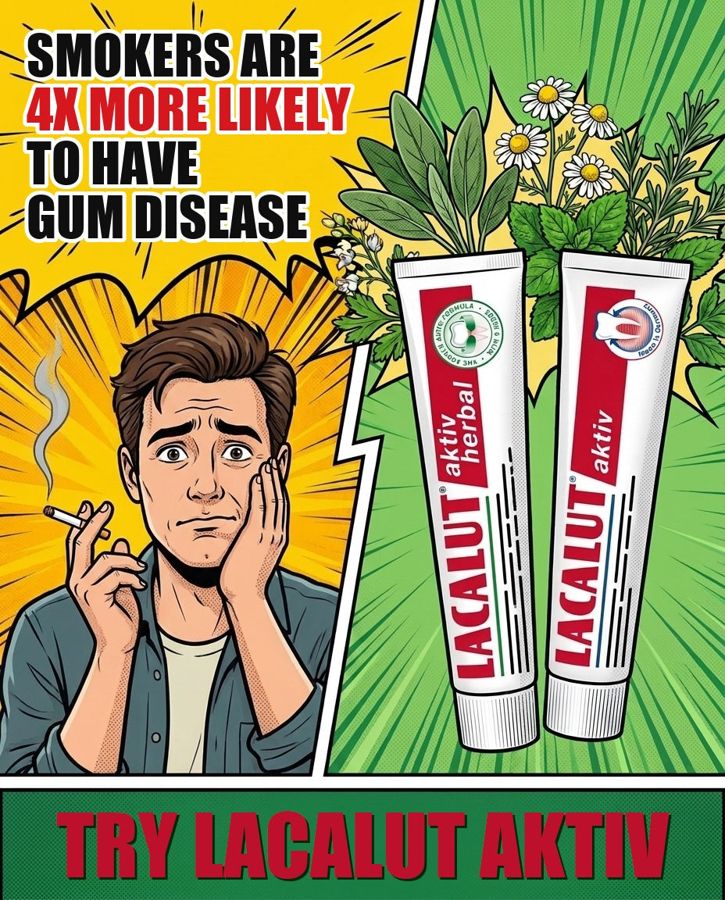 SMOKERS ARE
4X MORE LIKELY
TO HAVE
GUM DISEASE
LACALUT® aktiv
herbal
LACALUT® aktiv
TRY LACALUT AKTIV